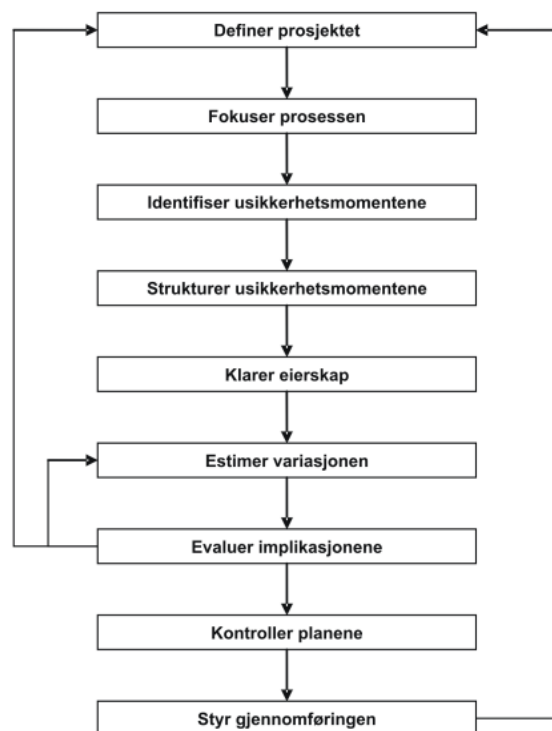 Definer prosjektet
Fokuser prosessen
Identifiser usikkerhetsmomentene
Strukturer usikkerhetsmomentene
Klarer eierskap
Estimer variasjonen
Evaluer implikasjonene
Kontroller planene
Styr gjennomføringen